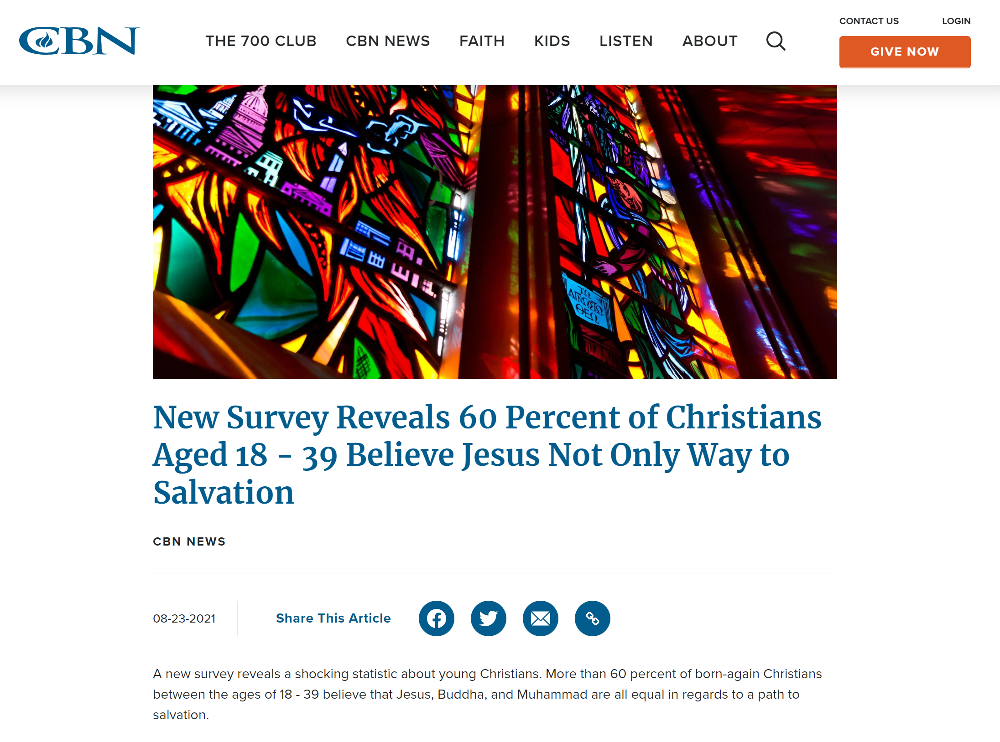 CBN
THE 700 CLUB
CBN NEWS
FAITH
KIDS
LISTEN
ABOUT
CONTACT US
LOGIN
GIVE NOW
ΤΩ
ΑΓΝΩΣΤΩ
ΘΕΩ
New Survey Reveals 60 Percent of Christians
Aged 18 - 39 Believe Jesus Not Only Way to
Salvation
CBN NEWS
08-23-2021
Share This Article
A new survey reveals a shocking statistic about young Christians. More than 60 percent of born-again Christians
between the ages of 18 - 39 believe that Jesus, Buddha, and Muhammad are all equal in regards to a path to
salvation.